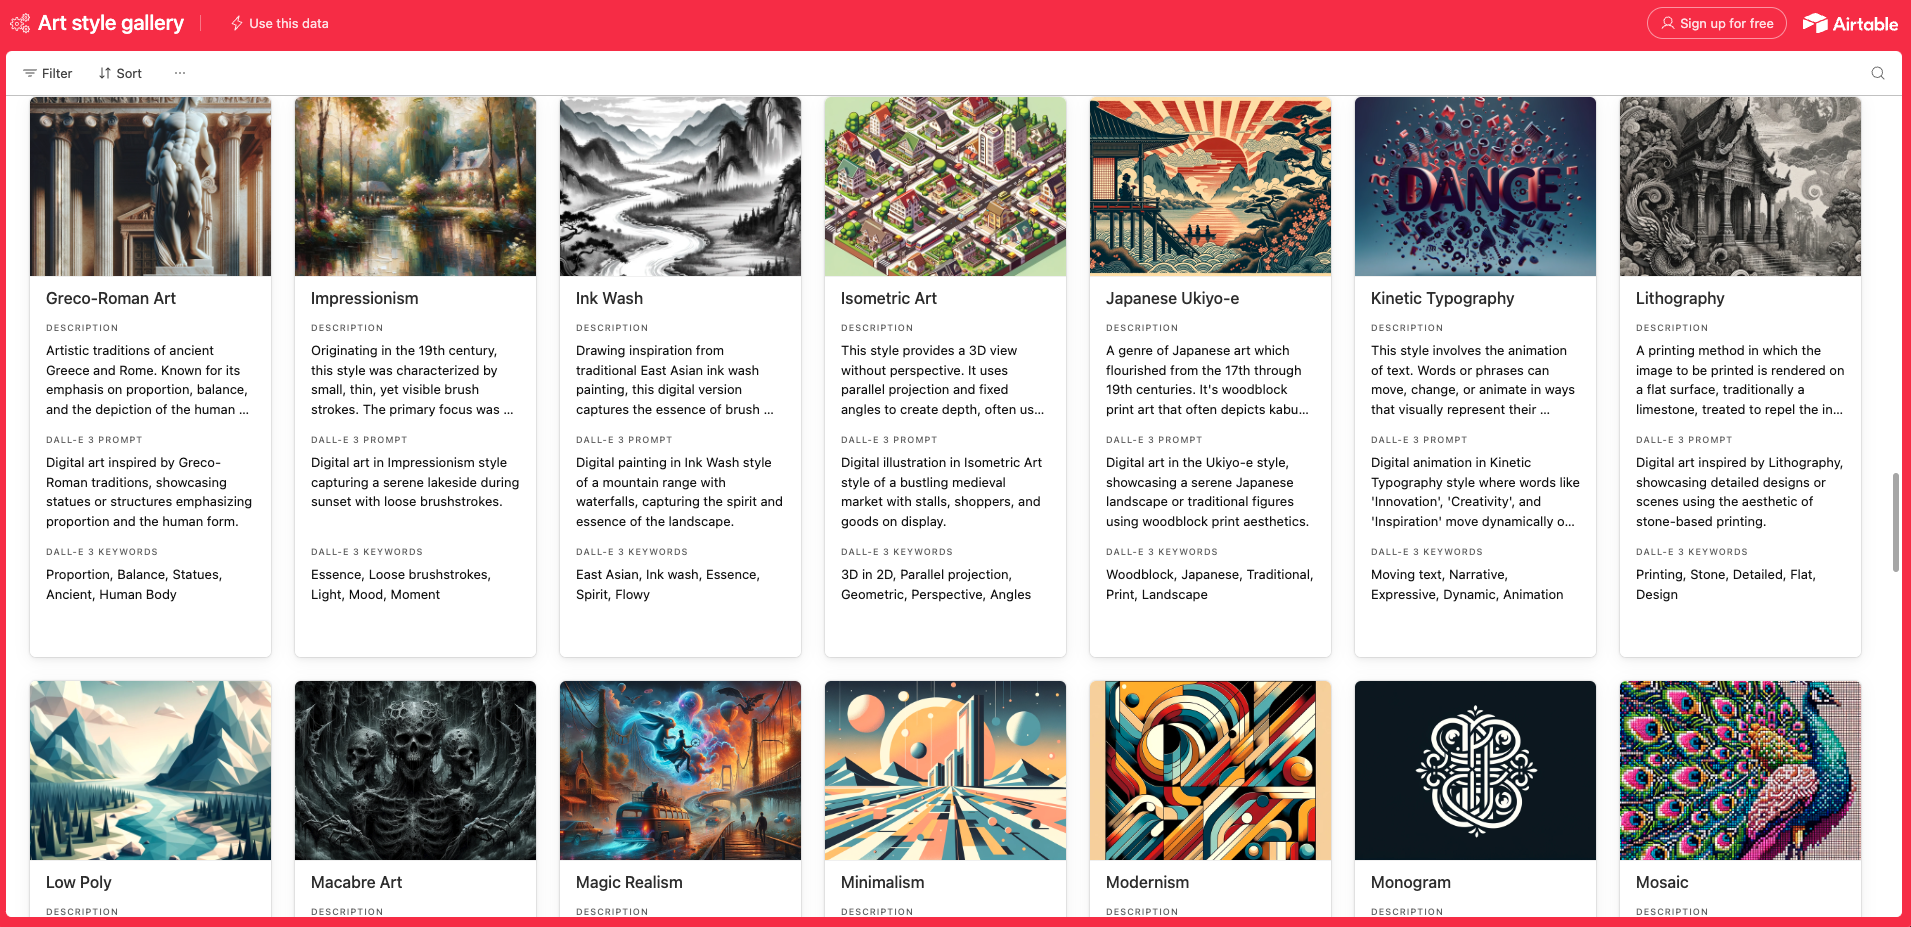 Art style gallery
Use this data
Sign up for free
Airtable
Filter
Sort
...
DANCE
Greco-Roman Art
DESCRIPTION
Artistic traditions of ancient
Greece and Rome. Known for its
emphasis on proportion, balance,
and the depiction of the human ...
DALL-E 3 PROMPT
Digital art inspired by Greco-
Roman traditions, showcasing
statues or structures emphasizing
proportion and the human form.
DALL-E 3 KEYWORDS
Proportion, Balance, Statues,
Ancient, Human Body
Impressionism
DESCRIPTION
Originating in the 19th century,
this style was characterized by
small, thin, yet visible brush
strokes. The primary focus was ...
DALL-E 3 PROMPT
Digital art in Impressionism style
capturing a serene lakeside during
sunset with loose brushstrokes.
DALL-E 3 KEYWORDS
Essence, Loose brushstrokes,
Light, Mood, Moment
Ink Wash
DESCRIPTION
Drawing inspiration from
traditional East Asian ink wash
painting, this digital version
captures the essence of brush ...
DALL-E 3 PROMPT
Digital painting in Ink Wash style
of a mountain range with
waterfalls, capturing the spirit and
essence of the landscape.
DALL-E 3 KEYWORDS
East Asian, Ink wash, Essence,
Spirit, Flowy
Isometric Art
DESCRIPTION
This style provides a 3D view
without perspective. It uses
parallel projection and fixed
angles to create depth, often us...
DALL-E 3 PROMPT
Digital illustration in Isometric Art
style of a bustling medieval
market with stalls, shoppers, and
goods on display.
DALL-E 3 KEYWORDS
3D in 2D, Parallel projection,
Geometric, Perspective, Angles
Japanese Ukiyo-e
DESCRIPTION
A genre of Japanese art which
flourished from the 17th through
19th centuries. It's woodblock
print art that often depicts kabu...
DALL-E 3 PROMPT
Digital art in the Ukiyo-e style,
showcasing a serene Japanese
landscape or traditional figures
using woodblock print aesthetics.
DALL-E 3 KEYWORDS
Woodblock, Japanese, Traditional,
Print, Landscape
Kinetic Typography
DESCRIPTION
This style involves the animation
of text. Words or phrases can
move, change, or animate in ways
that visually represent their ...
DALL-E 3 PROMPT
Digital animation in Kinetic
Typography style where words like
'Innovation', 'Creativity', and
'Inspiration' move dynamically o...
DALL-E 3 KEYWORDS
Moving text, Narrative,
Expressive, Dynamic, Animation
Lithography
DESCRIPTION
A printing method in which the
image to be printed is rendered on
a flat surface, traditionally a
limestone, treated to repel the in...
DALL-E 3 PROMPT
Digital art inspired by Lithography,
showcasing detailed designs or
scenes using the aesthetic of
stone-based printing.
DALL-E 3 KEYWORDS
Printing, Stone, Detailed, Flat,
Design
Low Poly
DESCRIPTION
Macabre Art
DESCRIPTION
Magic Realism
DESCRIPTION
Minimalism
DESCRIPTION
Modernism
DESCRIPTION
Monogram
DESCRIPTION
Mosaic
DESCRIPTION